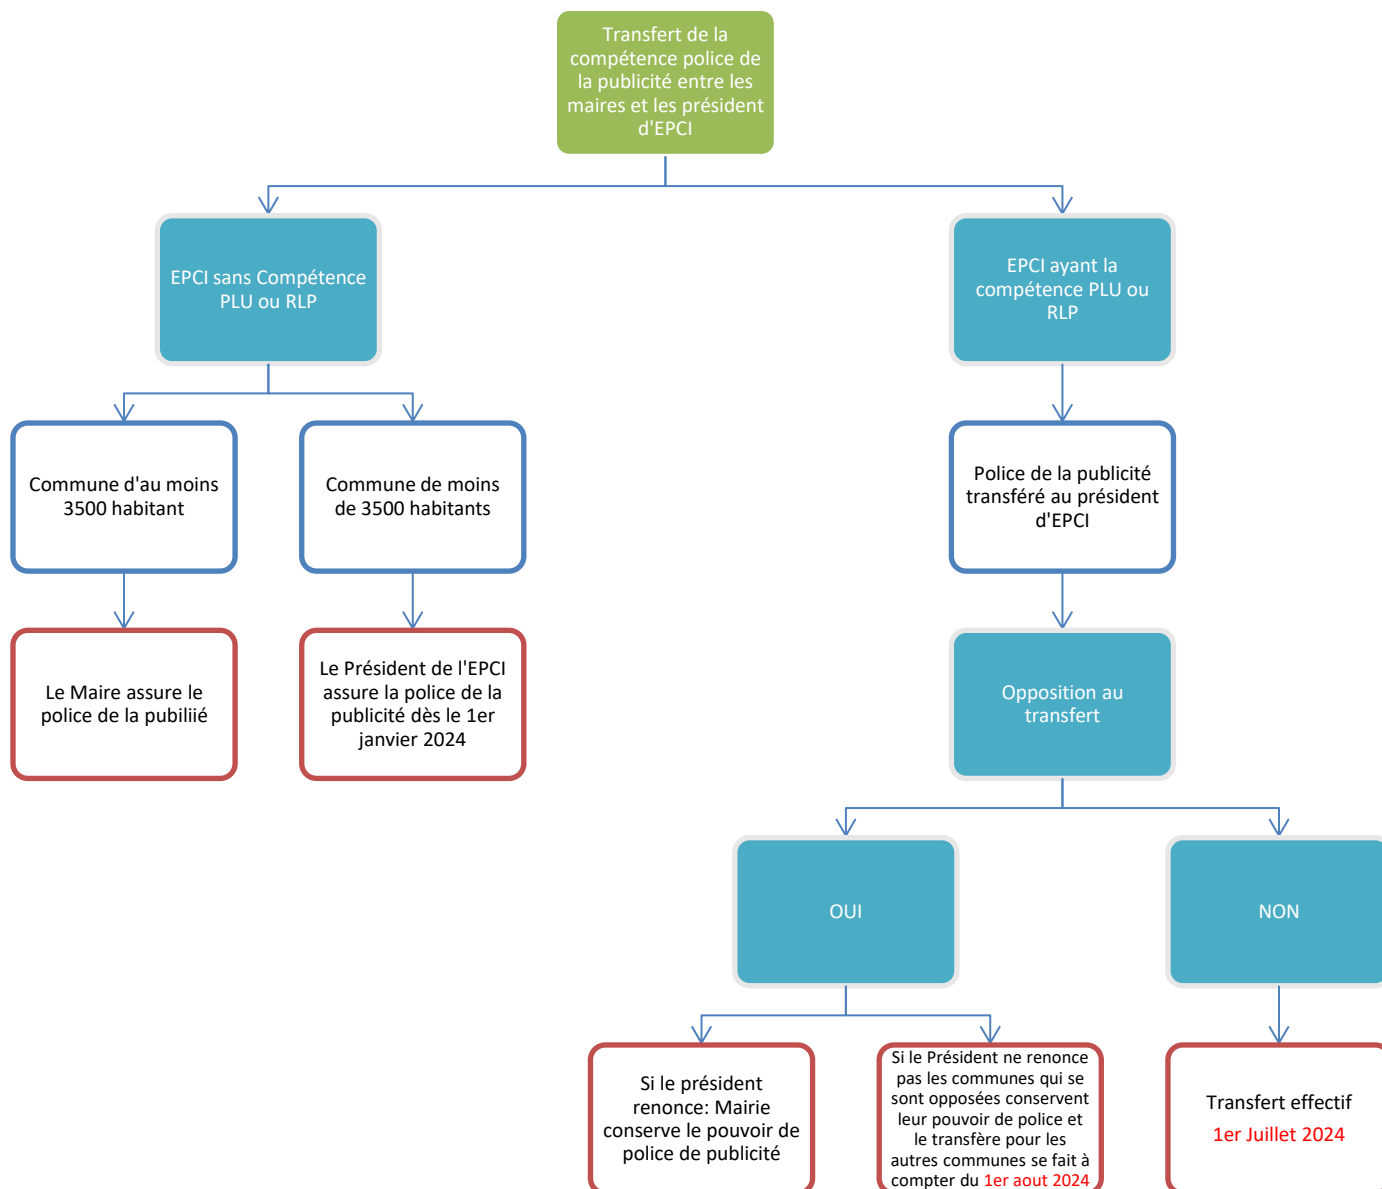 Transfert de la
compétence police de
la publicité entre les
maires et les président
d'EPCI
EPCI sans Compétence
PLU ou RLP
EPCI ayant la
compétence PLU ou
RLP
Commune d'au moins
3500 habitant
Commune de moins
de 3500 habitants
Police de la publicité
transféré au président
d'EPCI
Le Maire assure le
police de la pubiliié
Le Président de l'EPCI
assure la police de la
publicité dès le 1er
janvier 2024
Opposition au
transfert
OUI
NON
Si le président
renonce: Mairie
conserve le pouvoir de
police de publicité
Si le Président ne renonce
pas les communes qui se
sont opposées conservent
leur pouvoir de police et
le transfère pour les
autres communes se fait à
compter du 1er aout 2024
Transfert effectif
1er Juillet 2024